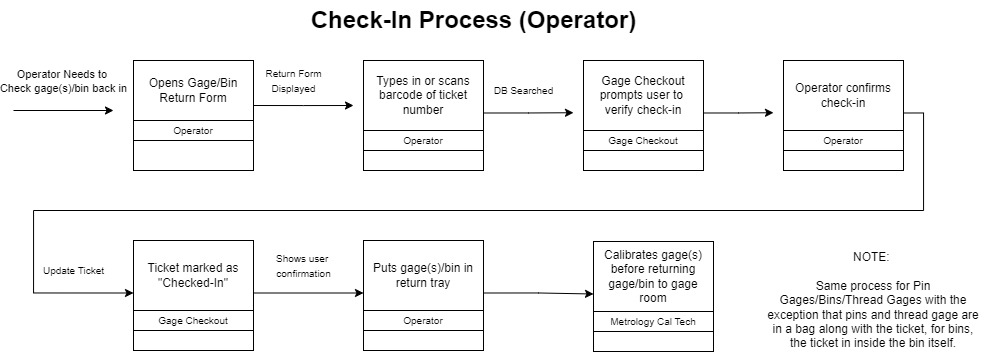 Check-In Process (Operator)
Operator Needs to
Check gage(s)/bin back in
Opens Gage/Bin
Return Form
Operator
Return Form
Displayed
Types in or scans
barcode of ticket
number
Operator
DB Searched
Gage Checkout
prompts user to
verify check-in
Gage Checkout
Operator confirms
check-in
Operator
Update Ticket
Ticket marked as
"Checked-In"
Gage Checkout
Shows user
confirmation
Puts gage(s)/bin in
return tray
Operator
Calibrates gage(s)
before returning
gage/bin to gage
room
Metrology Cal Tech
NOTE:
Same process for Pin
Gages/Bins/Thread Gages with the
exception that pins and thread gage are
in a bag along with the ticket, for bins,
the ticket in inside the bin itself.